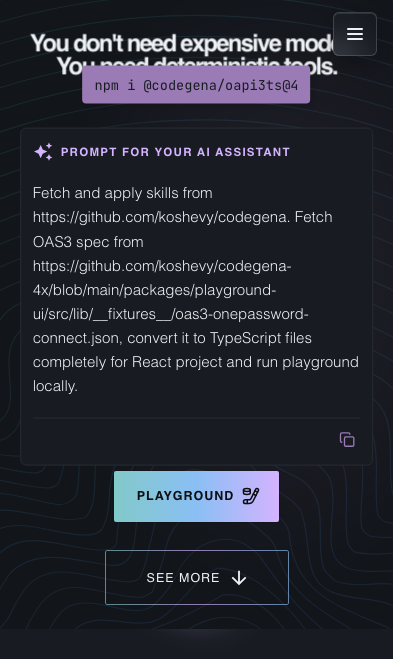 You don't need expensive
You need deterministic tools.
npm i @codegena/oapi3ts@4
PROMPT FOR YOUR AI ASSISTANT
Fetch and apply skills from
https://github.com/koshevy/codegena. Fetch
OAS3 spec from
https://github.com/koshevy/codegena-
4x/blob/main/packages/playground-
ui/src/lib/__fixtures__/oas3-onepassword-
connect.json, convert it to TypeScript files
completely for React project and run playground
locally.
PLAYGROUND
SEE MORE